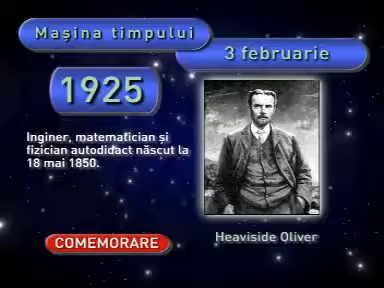 Mașina timpului
3 februarie
1925
Inginer, matematician și
fizician autodidact născut la
18 mai 1850.
COMEMORARE
Heaviside Oliver